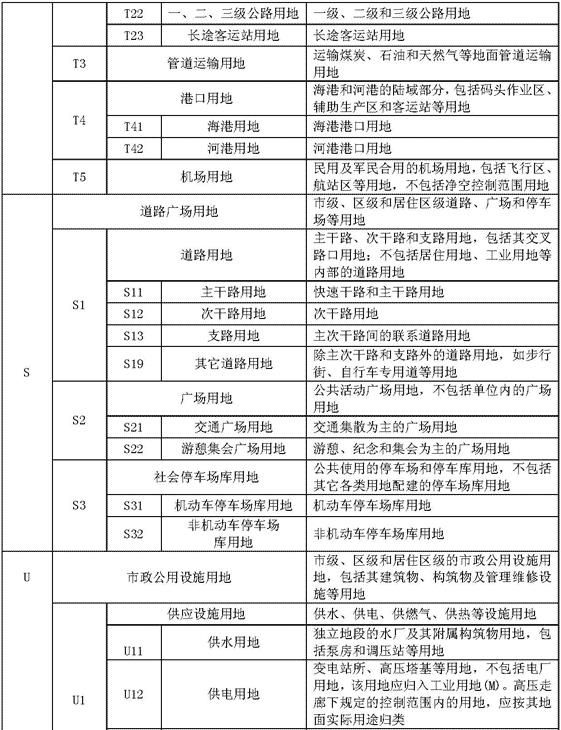 T22 一、二、三级公路用地 一级、二级和三级公路用地
T23 长途客运站用地 长途客运站用地
T3 管道运输用地 运输煤炭、石油和天然气等地面管道运输
用地
T4 港口用地 海港和河港的陆域部分，包括码头作业区、
辅助生产区和客运站等用地
T41 海港用地 海港港口用地
T42 河港用地 河港港口用地
T5 机场用地 民用及军民合用的机场用地，包括飞行区、
航站区等用地，不包括净空控制范围用地
S 道路广场用地 市级、区级和居住区级道路、广场和停车
场等用地
S1 道路用地 主干路、次干路和支路用地，包括其交叉
路口用地；不包括居住用地、工业用地等
内部的道路用地
S11 主干路用地 快速干路和主干路用地
S12 次干路用地 次干路用地
S13 支路用地 主次干路间的联系道路用地
S19 其它道路用地 除主次干路和支路外的道路用地，如步行
街、自行车专用道等用地
S2 广场用地 公共活动广场用地，不包括单位内的广场
用地
S21 交通广场用地 交通集散为主的广场用地
S22 游憩集会广场用地 游憩、纪念和集会为主的广场用地
S3 社会停车场库用地 公共使用的停车场和停车库用地，不包括
其它各类用地配建的停车场库用地
S31 机动车停车场库用地 机动车停车场库用地
S32 非机动车停车场
库用地 非机动车停车场库用地
U 市政公用设施用地 市级、区级和居住区级的市政公用设施用
地，包括其建筑物、构筑物及管理维修设
施等用地
U1 供应设施用地 供水、供电、供燃气、供热等设施用地
U11 供水用地 独立地段的水厂及其附属构筑物用地，包
括泵房和调压站等用地
U12 供电用地 变电站所、高压塔基等用地，不包括电厂
用地，该用地应归入工业用地(M)。高压走
廊下规定的控制范围内的用地，应按其地
面实际用途归类